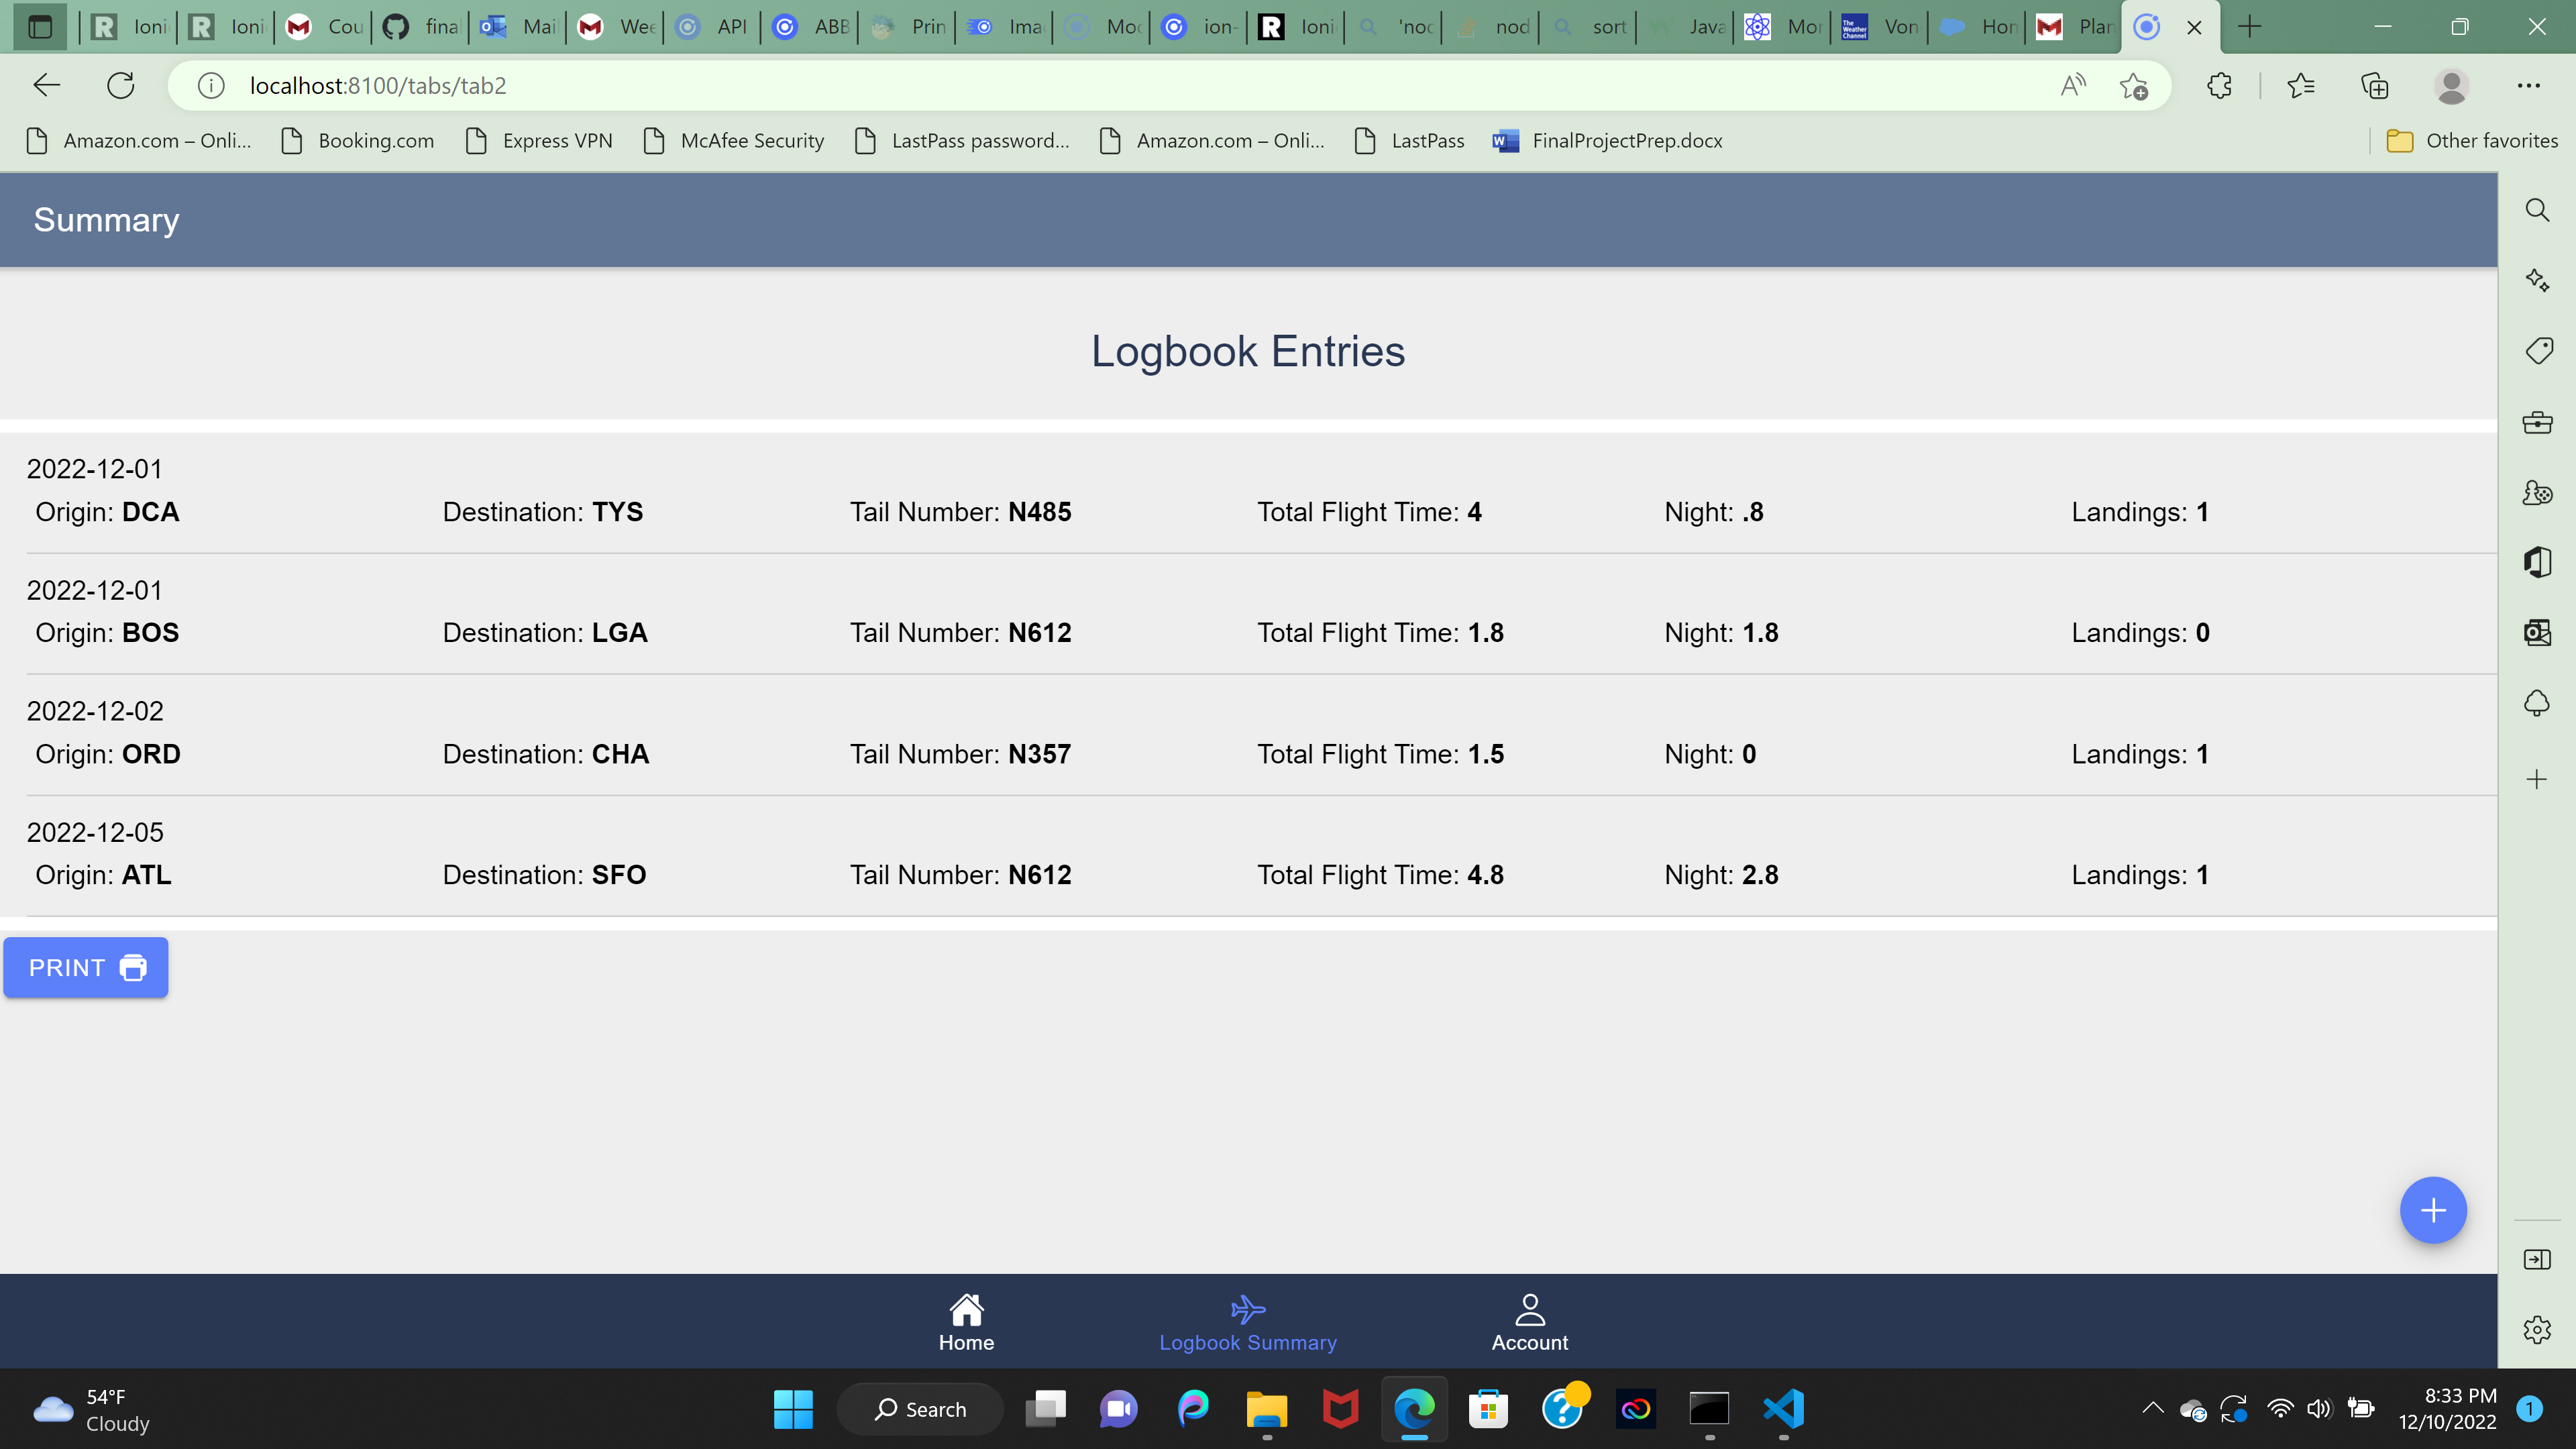 Ioni Ioni Cou final Mail Wee API ABB Prin Ima Moc ion- Ioni 'noc nod sort Java Mor Von Hon Plan
localhost:8100/tabs/tab2
Amazon.com – Onli... Booking.com Express VPN McAfee Security LastPass password... Amazon.com – Onli... LastPass FinalProjectPrep.docx Other favorites
Summary
Logbook Entries
2022-12-01
Origin: DCA Destination: TYS Tail Number: N485 Total Flight Time: 4 Night: .8 Landings: 1
2022-12-01
Origin: BOS Destination: LGA Tail Number: N612 Total Flight Time: 1.8 Night: 1.8 Landings: 0
2022-12-02
Origin: ORD Destination: CHA Tail Number: N357 Total Flight Time: 1.5 Night: 0 Landings: 1
2022-12-05
Origin: ATL Destination: SFO Tail Number: N612 Total Flight Time: 4.8 Night: 2.8 Landings: 1
PRINT
Home Logbook Summary Account
54°F
Cloudy
Search
8:33 PM
12/10/2022
1